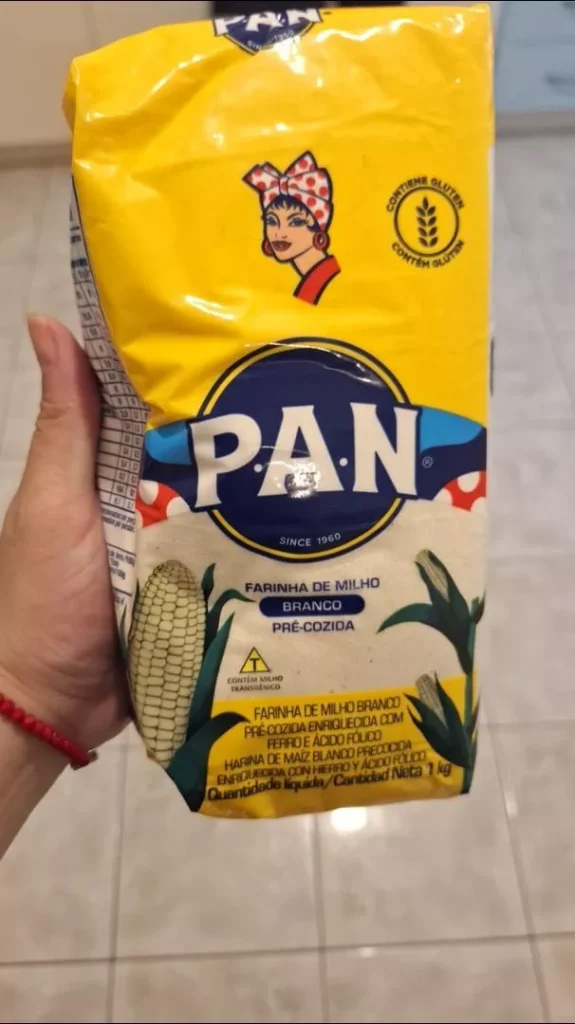 P.A.N
SINCE 1960
CONTIENE GLUTEN
CONTÉM GLÚTEN
P.A.N ®
SINCE 1960
FARINHA DE MILHO
BRANCO
PRÉ-COZIDA
T
CONTÉM MILHO
TRANSGÊNICO
FARINHA DE MILHO BRANCO
PRÉ-COZIDA ENRIQUECIDA COM
FERRO E ÁCIDO FÓLICO
HARINA DE MAÍZ BLANCO PRECOCIDA
ENRIQUECIDA CON HIERRO Y ÁCIDO FÓLICO
Quantidade líquida / Cantidad Neta 1 kg